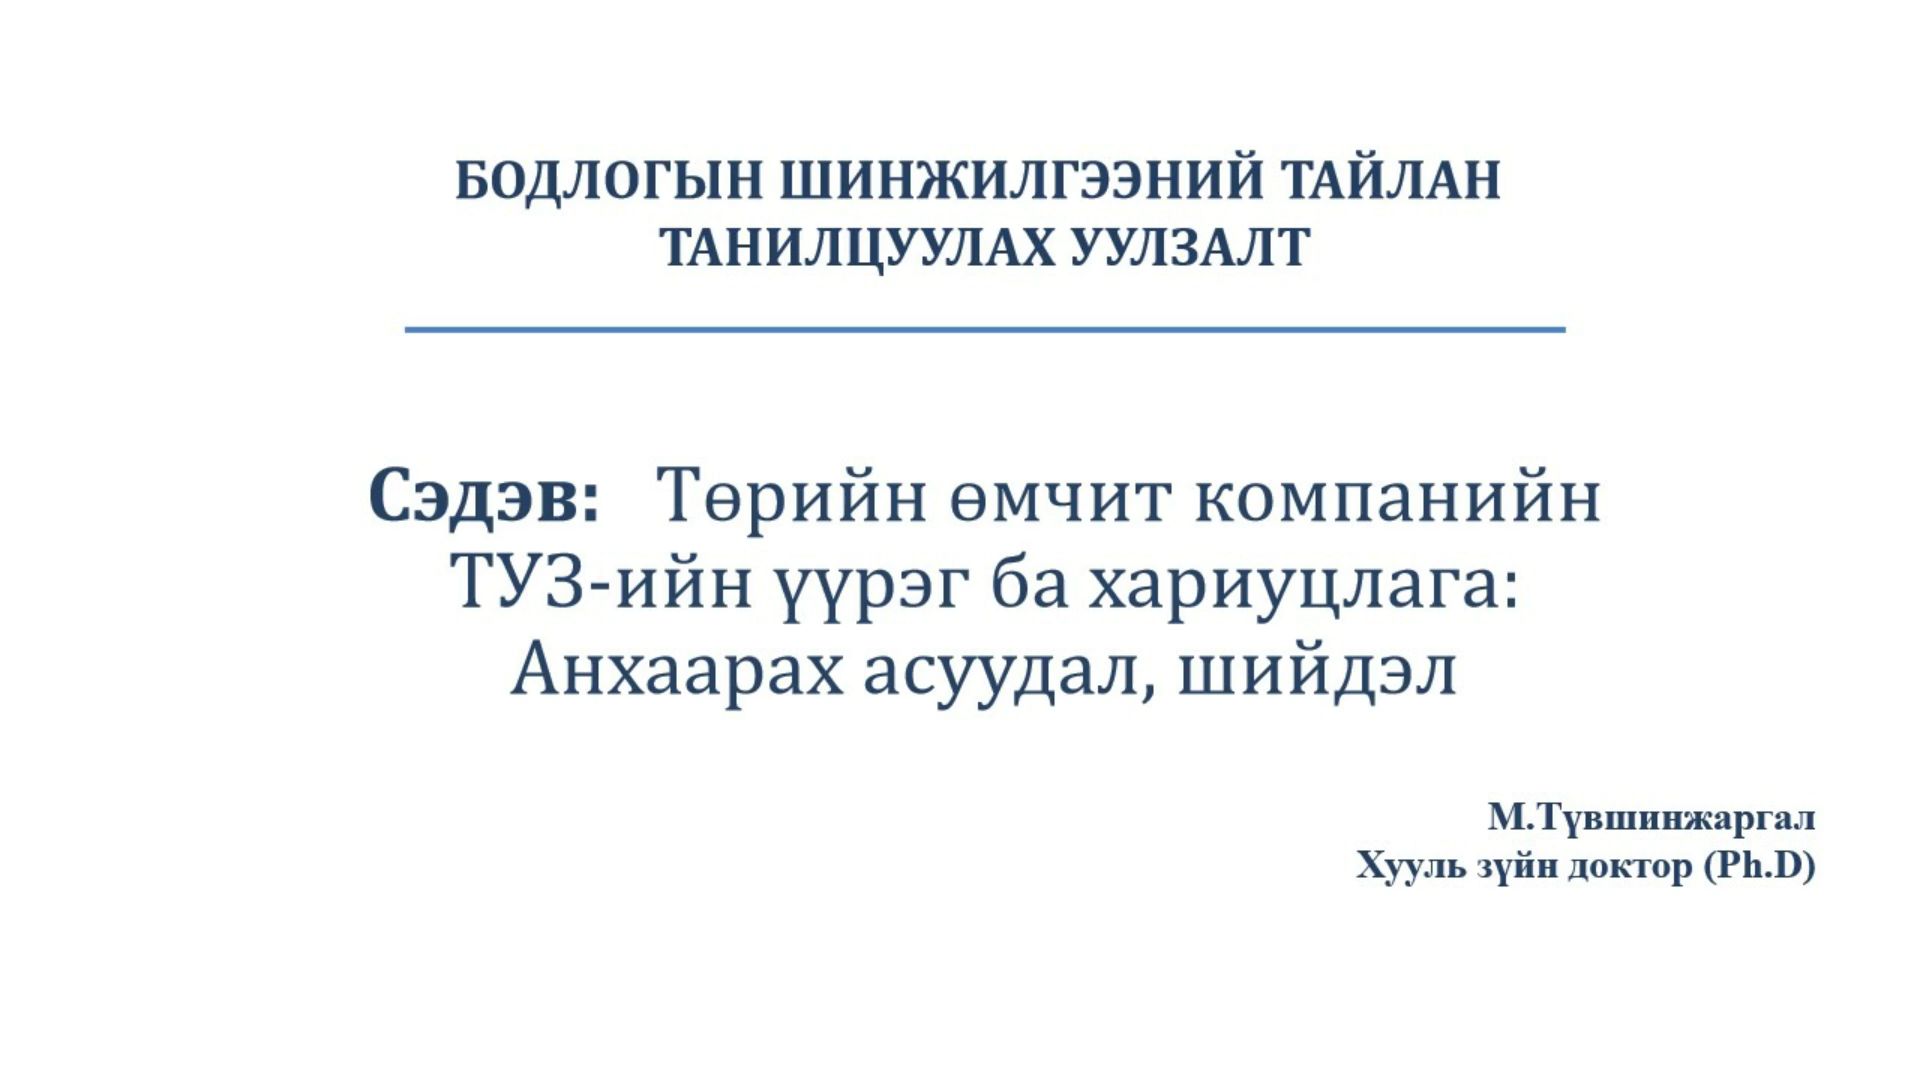 БОДЛОГЫН ШИНЖИЛГЭЭНИЙ ТАЙЛАН
ТАНИЛЦУУЛАХ УУЛЗАЛТ
Сэдэв: Төрийн өмчит компанийн
ТУЗ-ийн үүрэг ба хариуцлага:
Анхаарах асуудал, шийдэл
М.Түвшинжаргал
Хууль зүйн доктор (Ph.D)